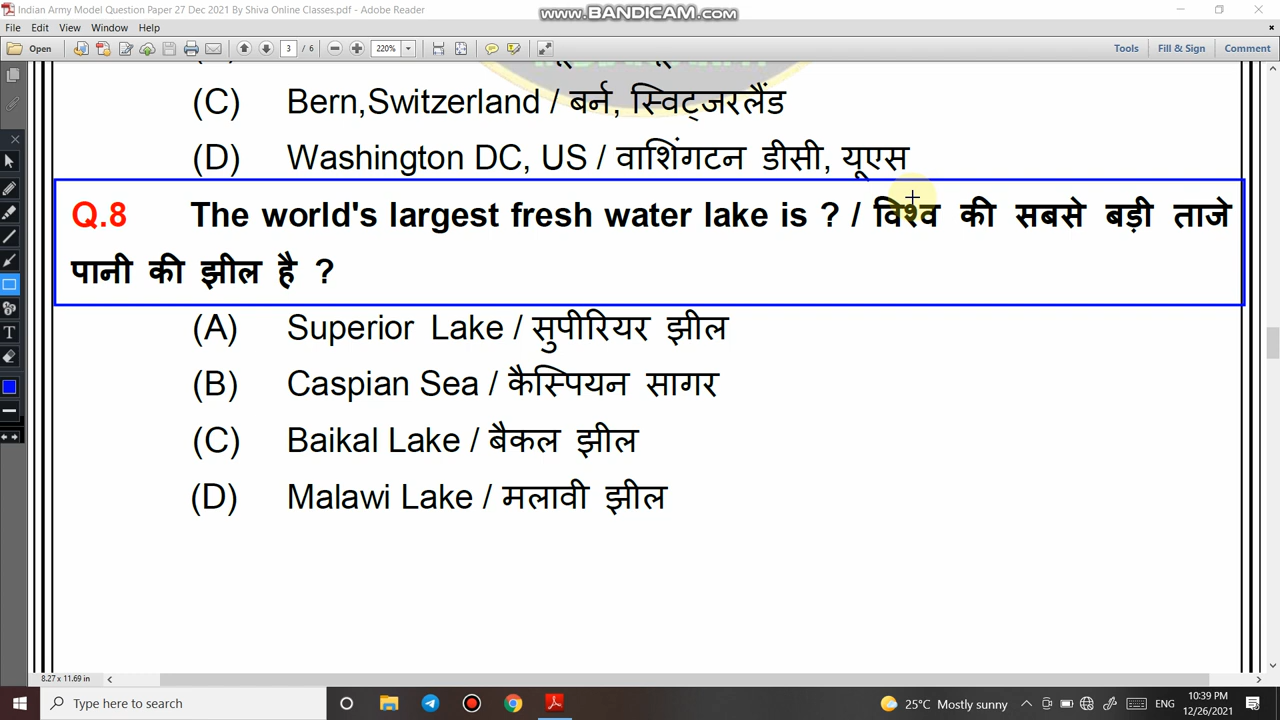 Indian Army Model Question Paper 27 Dec 2021 By Shiva Online Classes.pdf - Adobe Reader
www.BANDICAM.com
File Edit View Window Help
Open 3 / 6 220% Tools Fill & Sign Comment
(C) Bern,Switzerland / बर्न, स्विट्जरलैंड
(D) Washington DC, US / वाशिंगटन डीसी, यूएस
Q.8 The world's largest fresh water lake is ? / विश्व की सबसे बड़ी ताजे
पानी की झील है ?
(A) Superior Lake / सुपीरियर झील
(B) Caspian Sea / कैस्पियन सागर
(C) Baikal Lake / बैकल झील
(D) Malawi Lake / मलावी झील
8.27 x 11.69 in
Type here to search
25°C Mostly sunny
ENG
10:39 PM
12/26/2021